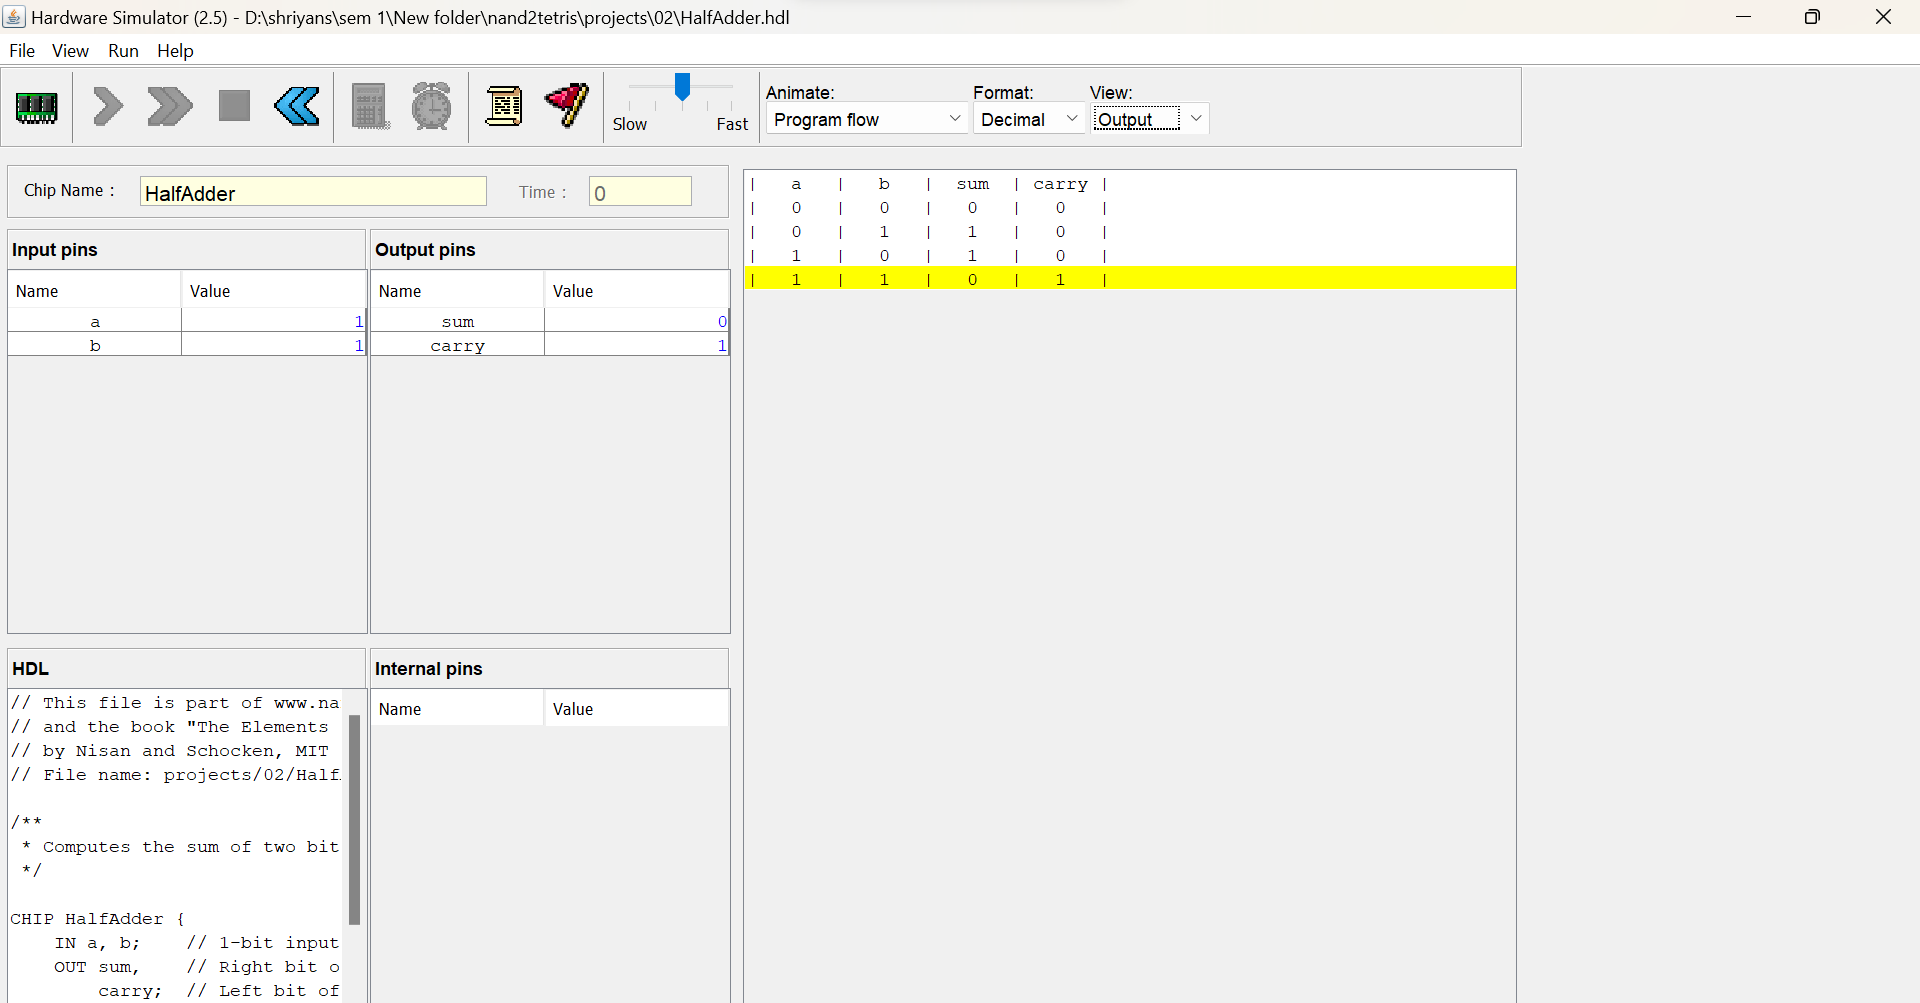 Hardware Simulator (2.5) - D:\shriyans\sem 1\New folder\nand2tetris\projects\02\HalfAdder.hdl
File View Run Help
Slow Fast
Animate: Format: View:
Program flow Decimal Output
Chip Name : HalfAdder Time : 0
Input pins
Name Value
a 1
b 1
Output pins
Name Value
sum 0
carry 1
| a | b | sum | carry |
| 0 | 0 | 0 | 0 |
| 0 | 1 | 1 | 0 |
| 1 | 0 | 1 | 0 |
| 1 | 1 | 0 | 1 |
HDL
// This file is part of www.na
// and the book "The Elements
// by Nisan and Schocken, MIT
// File name: projects/02/Half
/**
* Computes the sum of two bit
*/
CHIP HalfAdder {
IN a, b; // 1-bit input
OUT sum, // Right bit o
carry; // Left bit of
Internal pins
Name Value